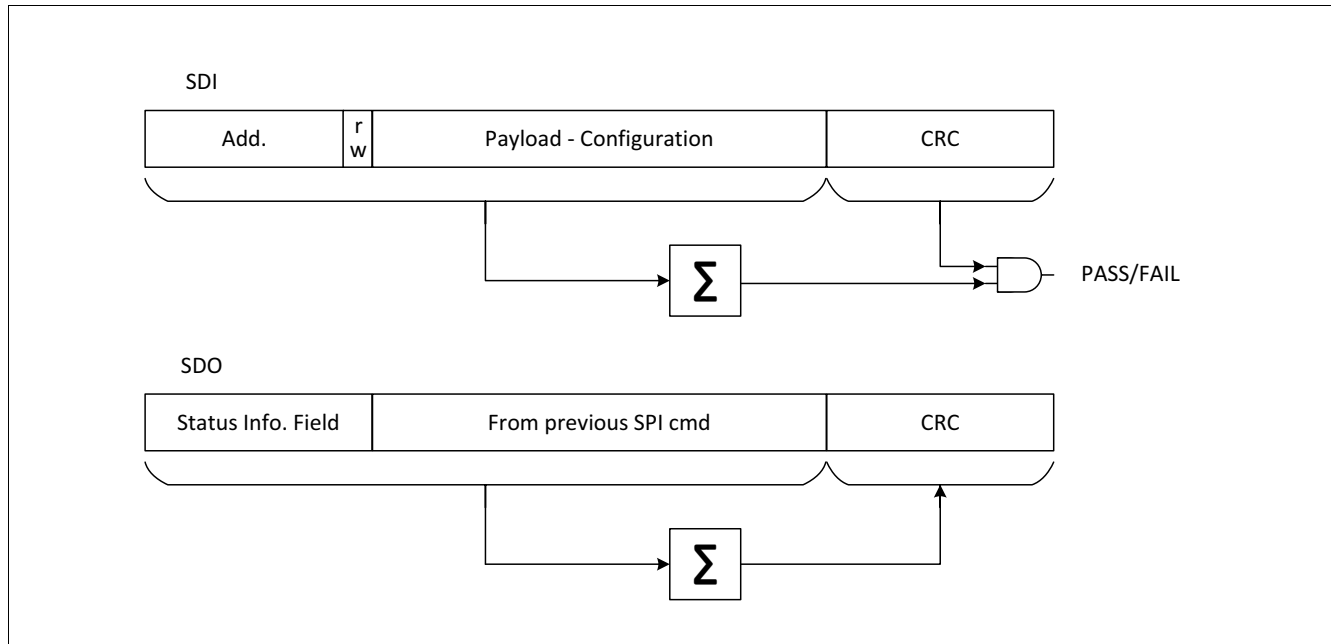 SDI
Add.
r
w
Payload - Configuration
CRC
Σ
PASS/FAIL
SDO
Status Info. Field
From previous SPI cmd
CRC
Σ